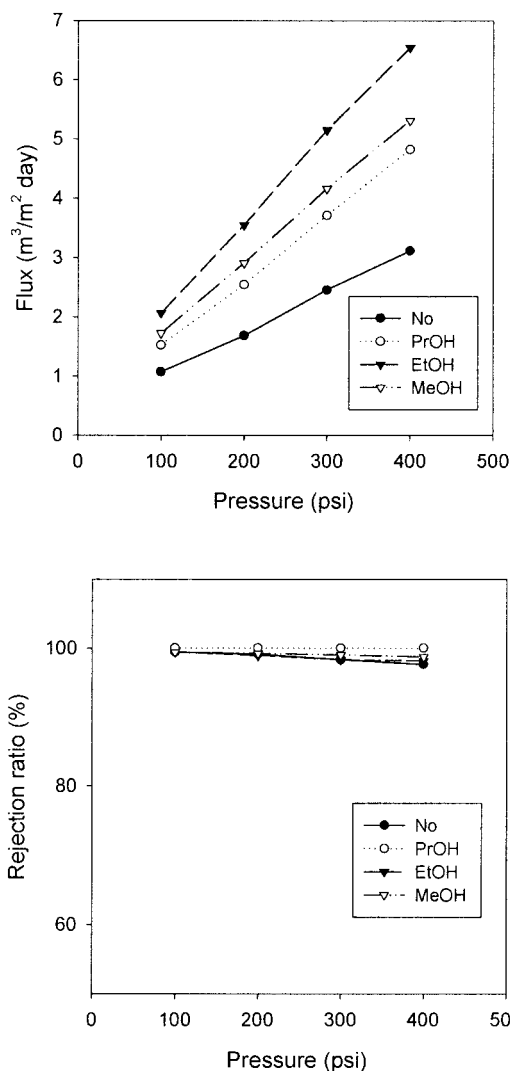 7
6
5
4
3
2
1
0
Flux (m³/m² day)
No
PrOH
EtOH
MeOH
0 100 200 300 400 500
Pressure (psi)
100
80
60
Rejection ratio (%)
No
PrOH
EtOH
MeOH
0 100 200 300 400 50
Pressure (psi)